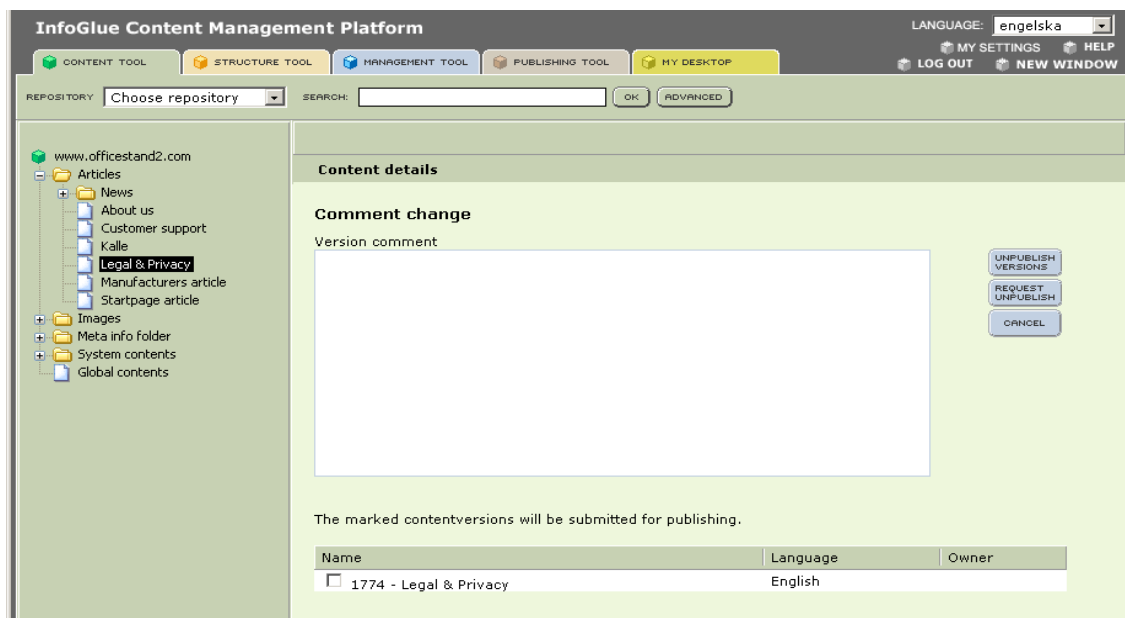 InfoGlue Content Management Platform
LANGUAGE: engelska
MY SETTINGS HELP
LOG OUT NEW WINDOW
CONTENT TOOL STRUCTURE TOOL MANAGEMENT TOOL PUBLISHING TOOL MY DESKTOP
REPOSITORY Choose repository SEARCH: OK ADVANCED
www.officestand2.com
Articles
News
About us
Customer support
Kalle
Legal & Privacy
Manufacturers article
Startpage article
Images
Meta info folder
System contents
Global contents
Content details
Comment change
Version comment
UNPUBLISH
VERSIONS
REQUEST
UNPUBLISH
CANCEL
The marked contentversions will be submitted for publishing.
Name Language Owner
1774 - Legal & Privacy English